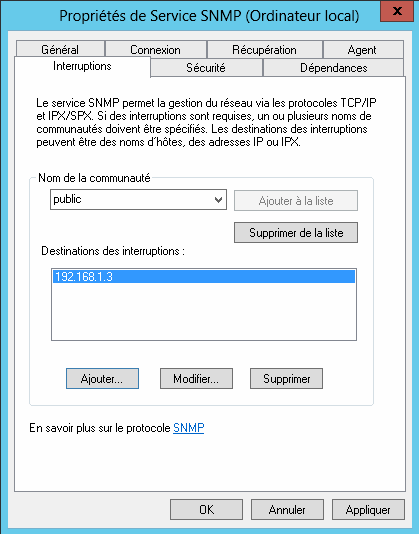 Propriétés de Service SNMP (Ordinateur local)
x
Général Connexion Récupération Agent
Interruptions Sécurité Dépendances
Le service SNMP permet la gestion du réseau via les protocoles TCP/IP
et IPX/SPX. Si des interruptions sont requises, un ou plusieurs noms de
communautés doivent être spécifiés. Les destinations des interruptions
peuvent être des noms d'hôtes, des adresses IP ou IPX.
Nom de la communauté
public Ajouter à la liste
Supprimer de la liste
Destinations des interruptions :
192.168.1.3
Ajouter... Modifier... Supprimer
En savoir plus sur le protocole SNMP
OK Annuler Appliquer